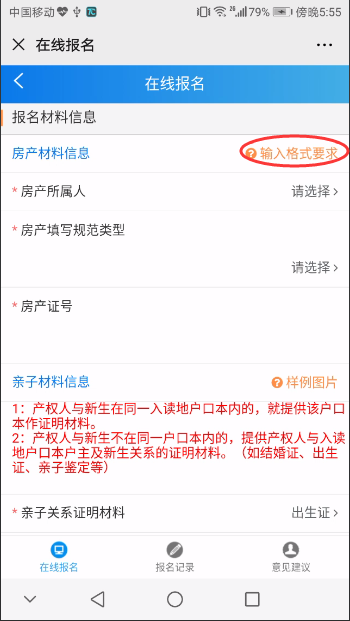 中国移动 79% 傍晚5:55
在线报名
在线报名
报名材料信息
房产材料信息 输入格式要求
* 房产所属人 请选择
* 房产填写规范类型
请选择
* 房产证号
亲子材料信息 样例图片
1：产权人与新生在同一入读地户口本内的，就提供该户口
本作证明材料。
2：产权人与新生不在同一户口本内的，提供产权人与入读
地户口本户主及新生关系的证明材料。（如结婚证、出生
证、亲子鉴定等）
* 亲子关系证明材料 出生证
在线报名 报名记录 意见建议